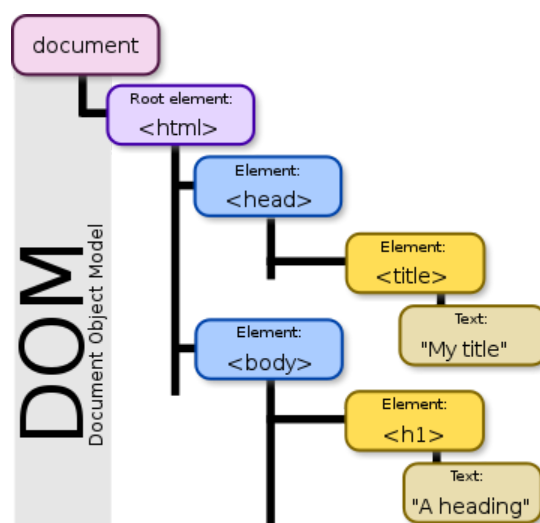 document
Root element:
<html>
Element:
<head>
Element:
<title>
Text:
"My title"
Element:
<body>
Element:
<h1>
Text:
"A heading"
DOM
Document Object Model